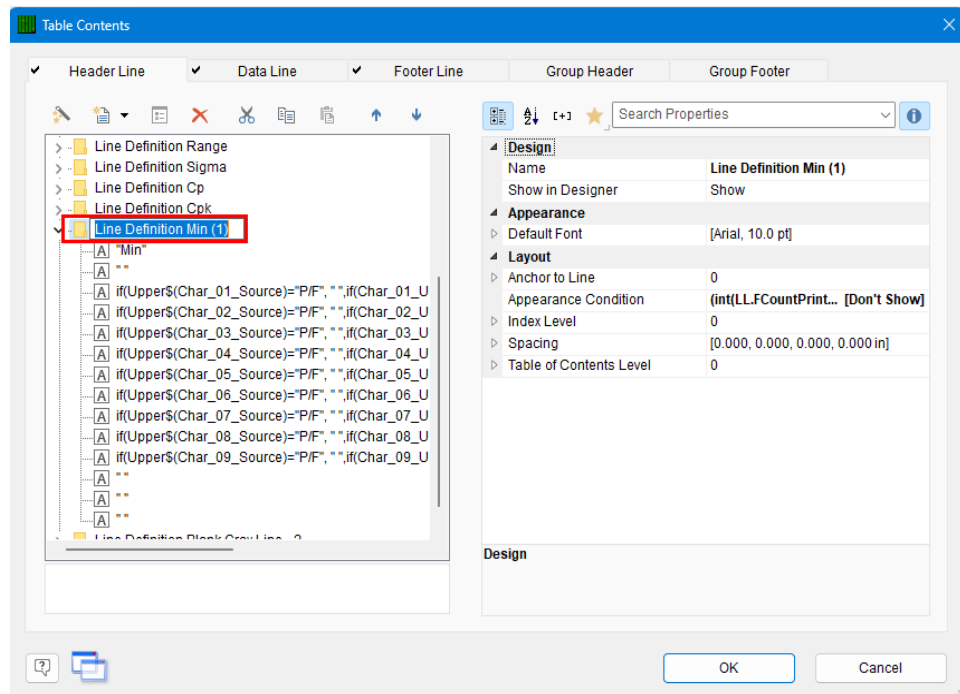 Table Contents
Header Line
Data Line
Footer Line
Group Header
Group Footer
Search Properties
Line Definition Range
Line Definition Sigma
Line Definition Cp
Line Definition Cpk
Line Definition Min (1)
"Min"
" "
if(Upper$(Char_01_Source)="P/F", " ",if(Char_01_U
if(Upper$(Char_02_Source)="P/F", " ",if(Char_02_U
if(Upper$(Char_03_Source)="P/F", " ",if(Char_03_U
if(Upper$(Char_04_Source)="P/F", " ",if(Char_04_U
if(Upper$(Char_05_Source)="P/F", " ",if(Char_05_U
if(Upper$(Char_06_Source)="P/F", " ",if(Char_06_U
if(Upper$(Char_07_Source)="P/F", " ",if(Char_07_U
if(Upper$(Char_08_Source)="P/F", " ",if(Char_08_U
if(Upper$(Char_09_Source)="P/F", " ",if(Char_09_U
" "
" "
" "
Line Definition Blank Gray Line - 2
Design
Name Line Definition Min (1)
Show in Designer Show
Appearance
Default Font [Arial, 10.0 pt]
Layout
Anchor to Line 0
Appearance Condition (int(LL.FCountPrint... [Don't Show]
Index Level 0
Spacing [0.000, 0.000, 0.000, 0.000 in]
Table of Contents Level 0
Design
OK
Cancel